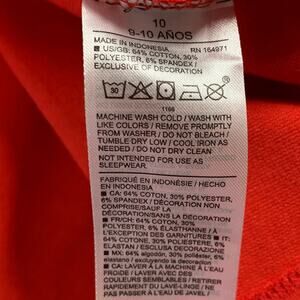 10
9-10 AÑOS
MADE IN INDONESIA RN 164971
• US/GB: 64% COTTON, 30%
POLYESTER, 6% SPANDEX /
EXCLUSIVE OF DECORATION
30
1166
MACHINE WASH COLD / WASH WITH
LIKE COLORS / REMOVE PROMPTLY
FROM WASHER / DO NOT BLEACH /
TUMBLE DRY LOW / COOL IRON AS
NEEDED / DO NOT DRY CLEAN
NOT INTENDED FOR USE AS
SLEEPWEAR.
FABRIQUÉ EN INDONÉSIE / HECHO
EN INDONESIA
• CA: 64% COTON, 30% POLYESTER,
6% SPANDEX / DÉCORATION NON
COMPRISE/SAUF LA
DÉCORATION/SANS LA DÉCORATION
• FR/CH: 64% COTON, 30%
POLYESTER, 6% ÉLASTHANNE / À
L'EXCEPTION DES GARNITURES • IT:
64% COTONE, 30% POLIESTERE, 6%
ELASTAN / ESCLUSE LE DECORAZIONI
• MX: 64% algodón, 30% poliéster, 6%
elastano / excluyendo la decoración
CA: LAVER À LA MACHINE À L'EAU
FROIDE / LAVER AVEC DES
COULEURS SEMBLABLES / RETIRER
RAPIDEMENT DU LAVE-LINGE / NE
PAS PASSER À L'EAU DE JAVEL